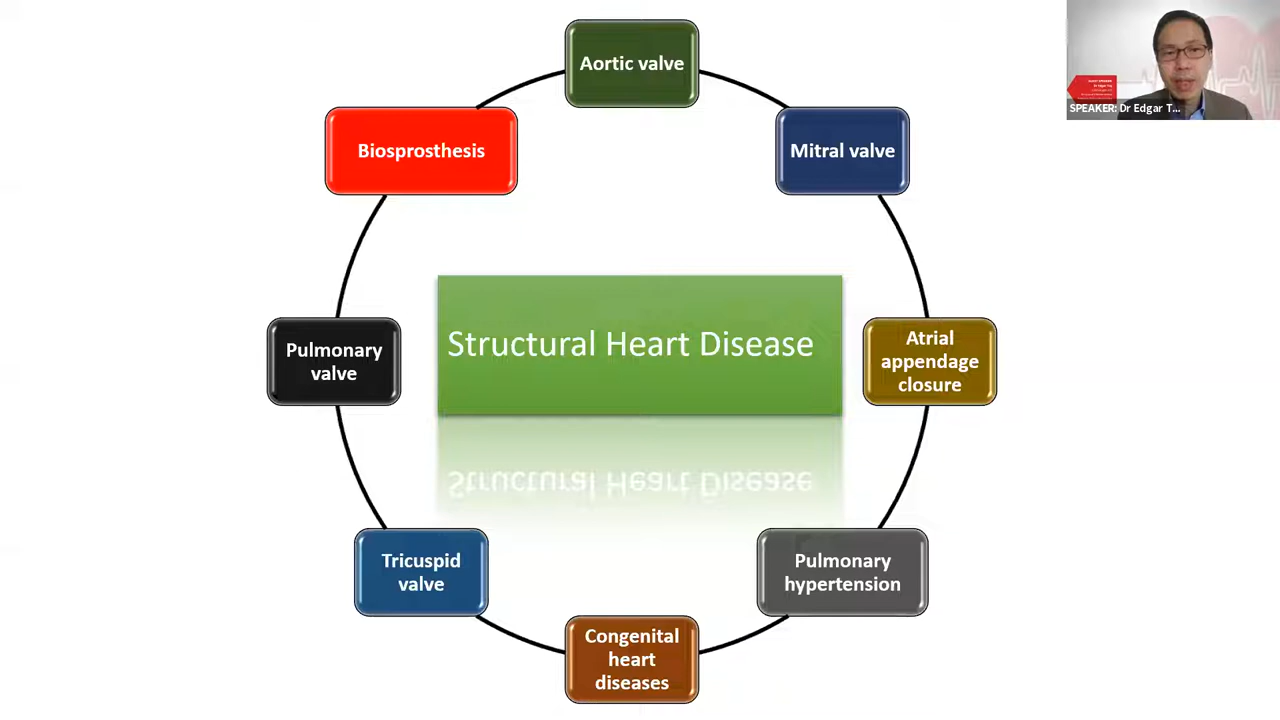 Aortic valve
Biosprosthesis
Mitral valve
Structural Heart Disease
Pulmonary
valve
Atrial
appendage
closure
Tricuspid
valve
Pulmonary
hypertension
Congenital
heart
diseases
SPEAKER: Dr Edgar T...